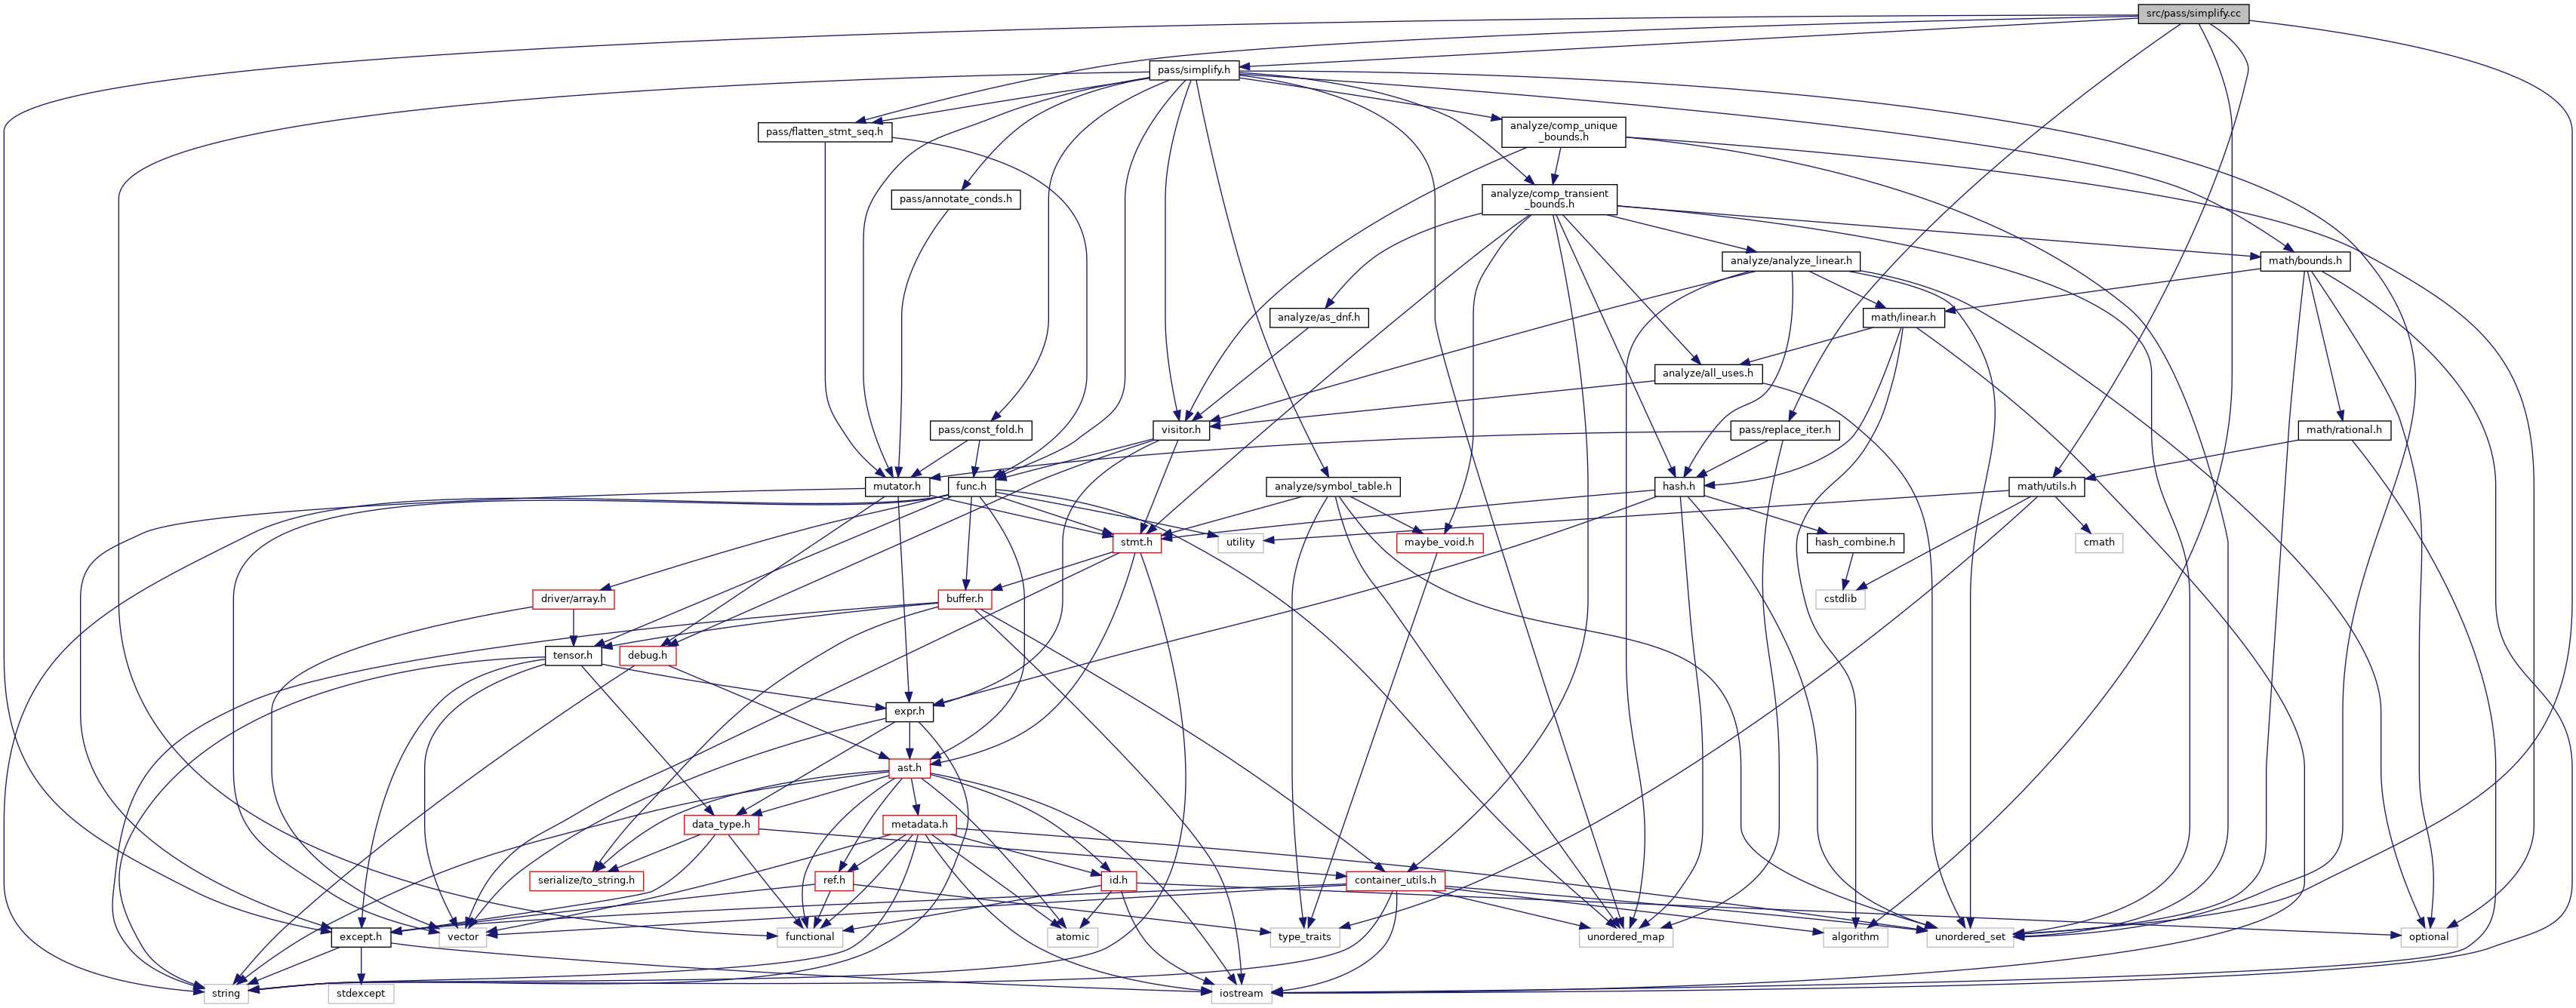 src/pass/simplify.cc
pass/simplify.h
pass/flatten_stmt_seq.h
analyze/comp_unique
_bounds.h
pass/annotate_conds.h
analyze/comp_transient
_bounds.h
analyze/analyze_linear.h
math/bounds.h
analyze/as_dnf.h
math/linear.h
analyze/all_uses.h
pass/const_fold.h
visitor.h
pass/replace_iter.h
math/rational.h
mutator.h
func.h
analyze/symbol_table.h
hash.h
math/utils.h
stmt.h
utility
maybe_void.h
hash_combine.h
cmath
driver/array.h
buffer.h
cstdlib
tensor.h
debug.h
expr.h
ast.h
data_type.h
metadata.h
serialize/to_string.h
ref.h
id.h
container_utils.h
except.h
vector
functional
atomic
type_traits
unordered_map
algorithm
unordered_set
optional
string
stdexcept
iostream